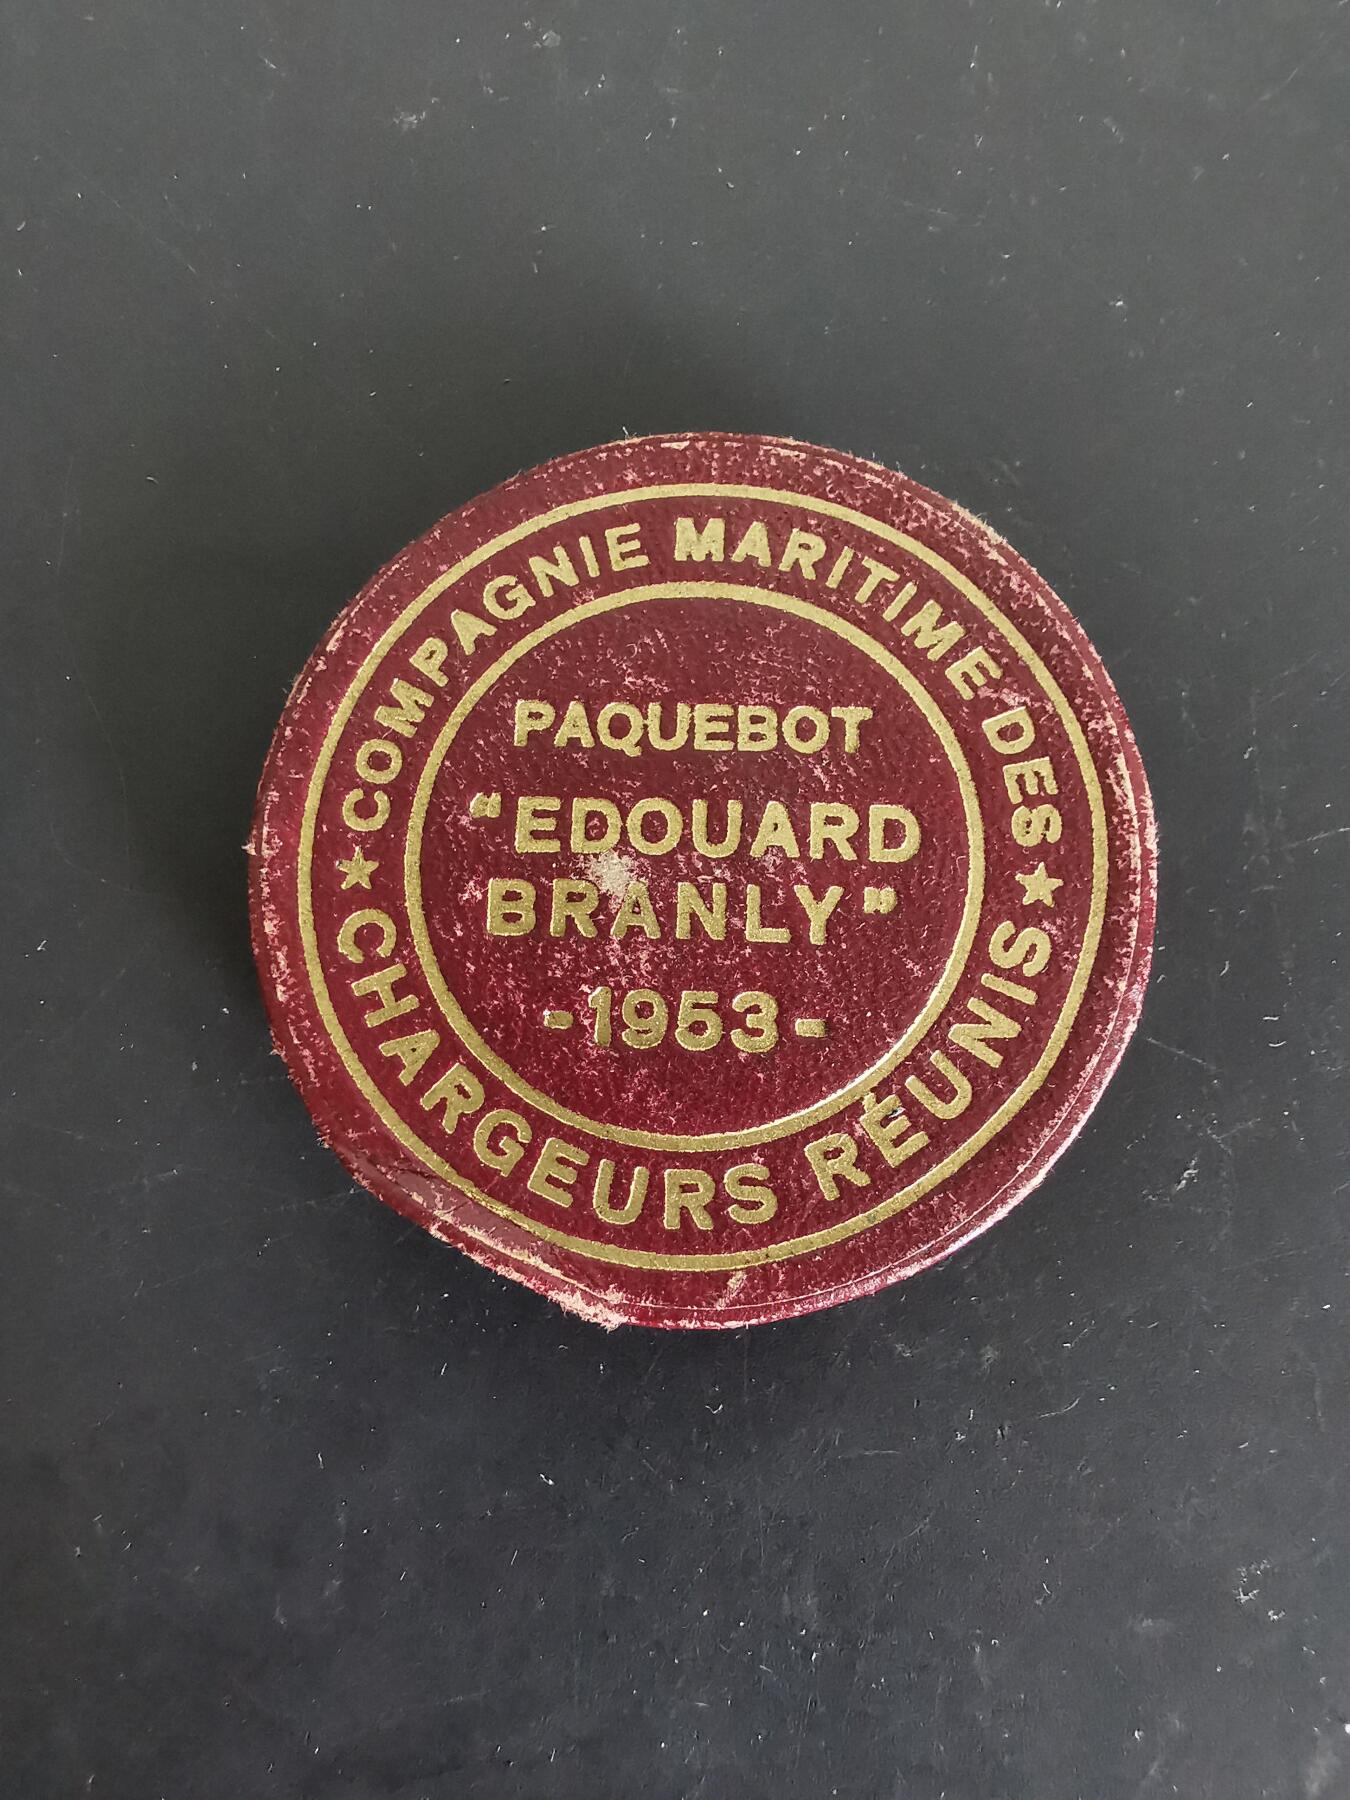 COMPAGNIE MARITIME DES
★ CHARGEURS RÉUNIS ★
PAQUEBOT
"EDOUARD
BRANLY"
-1953-